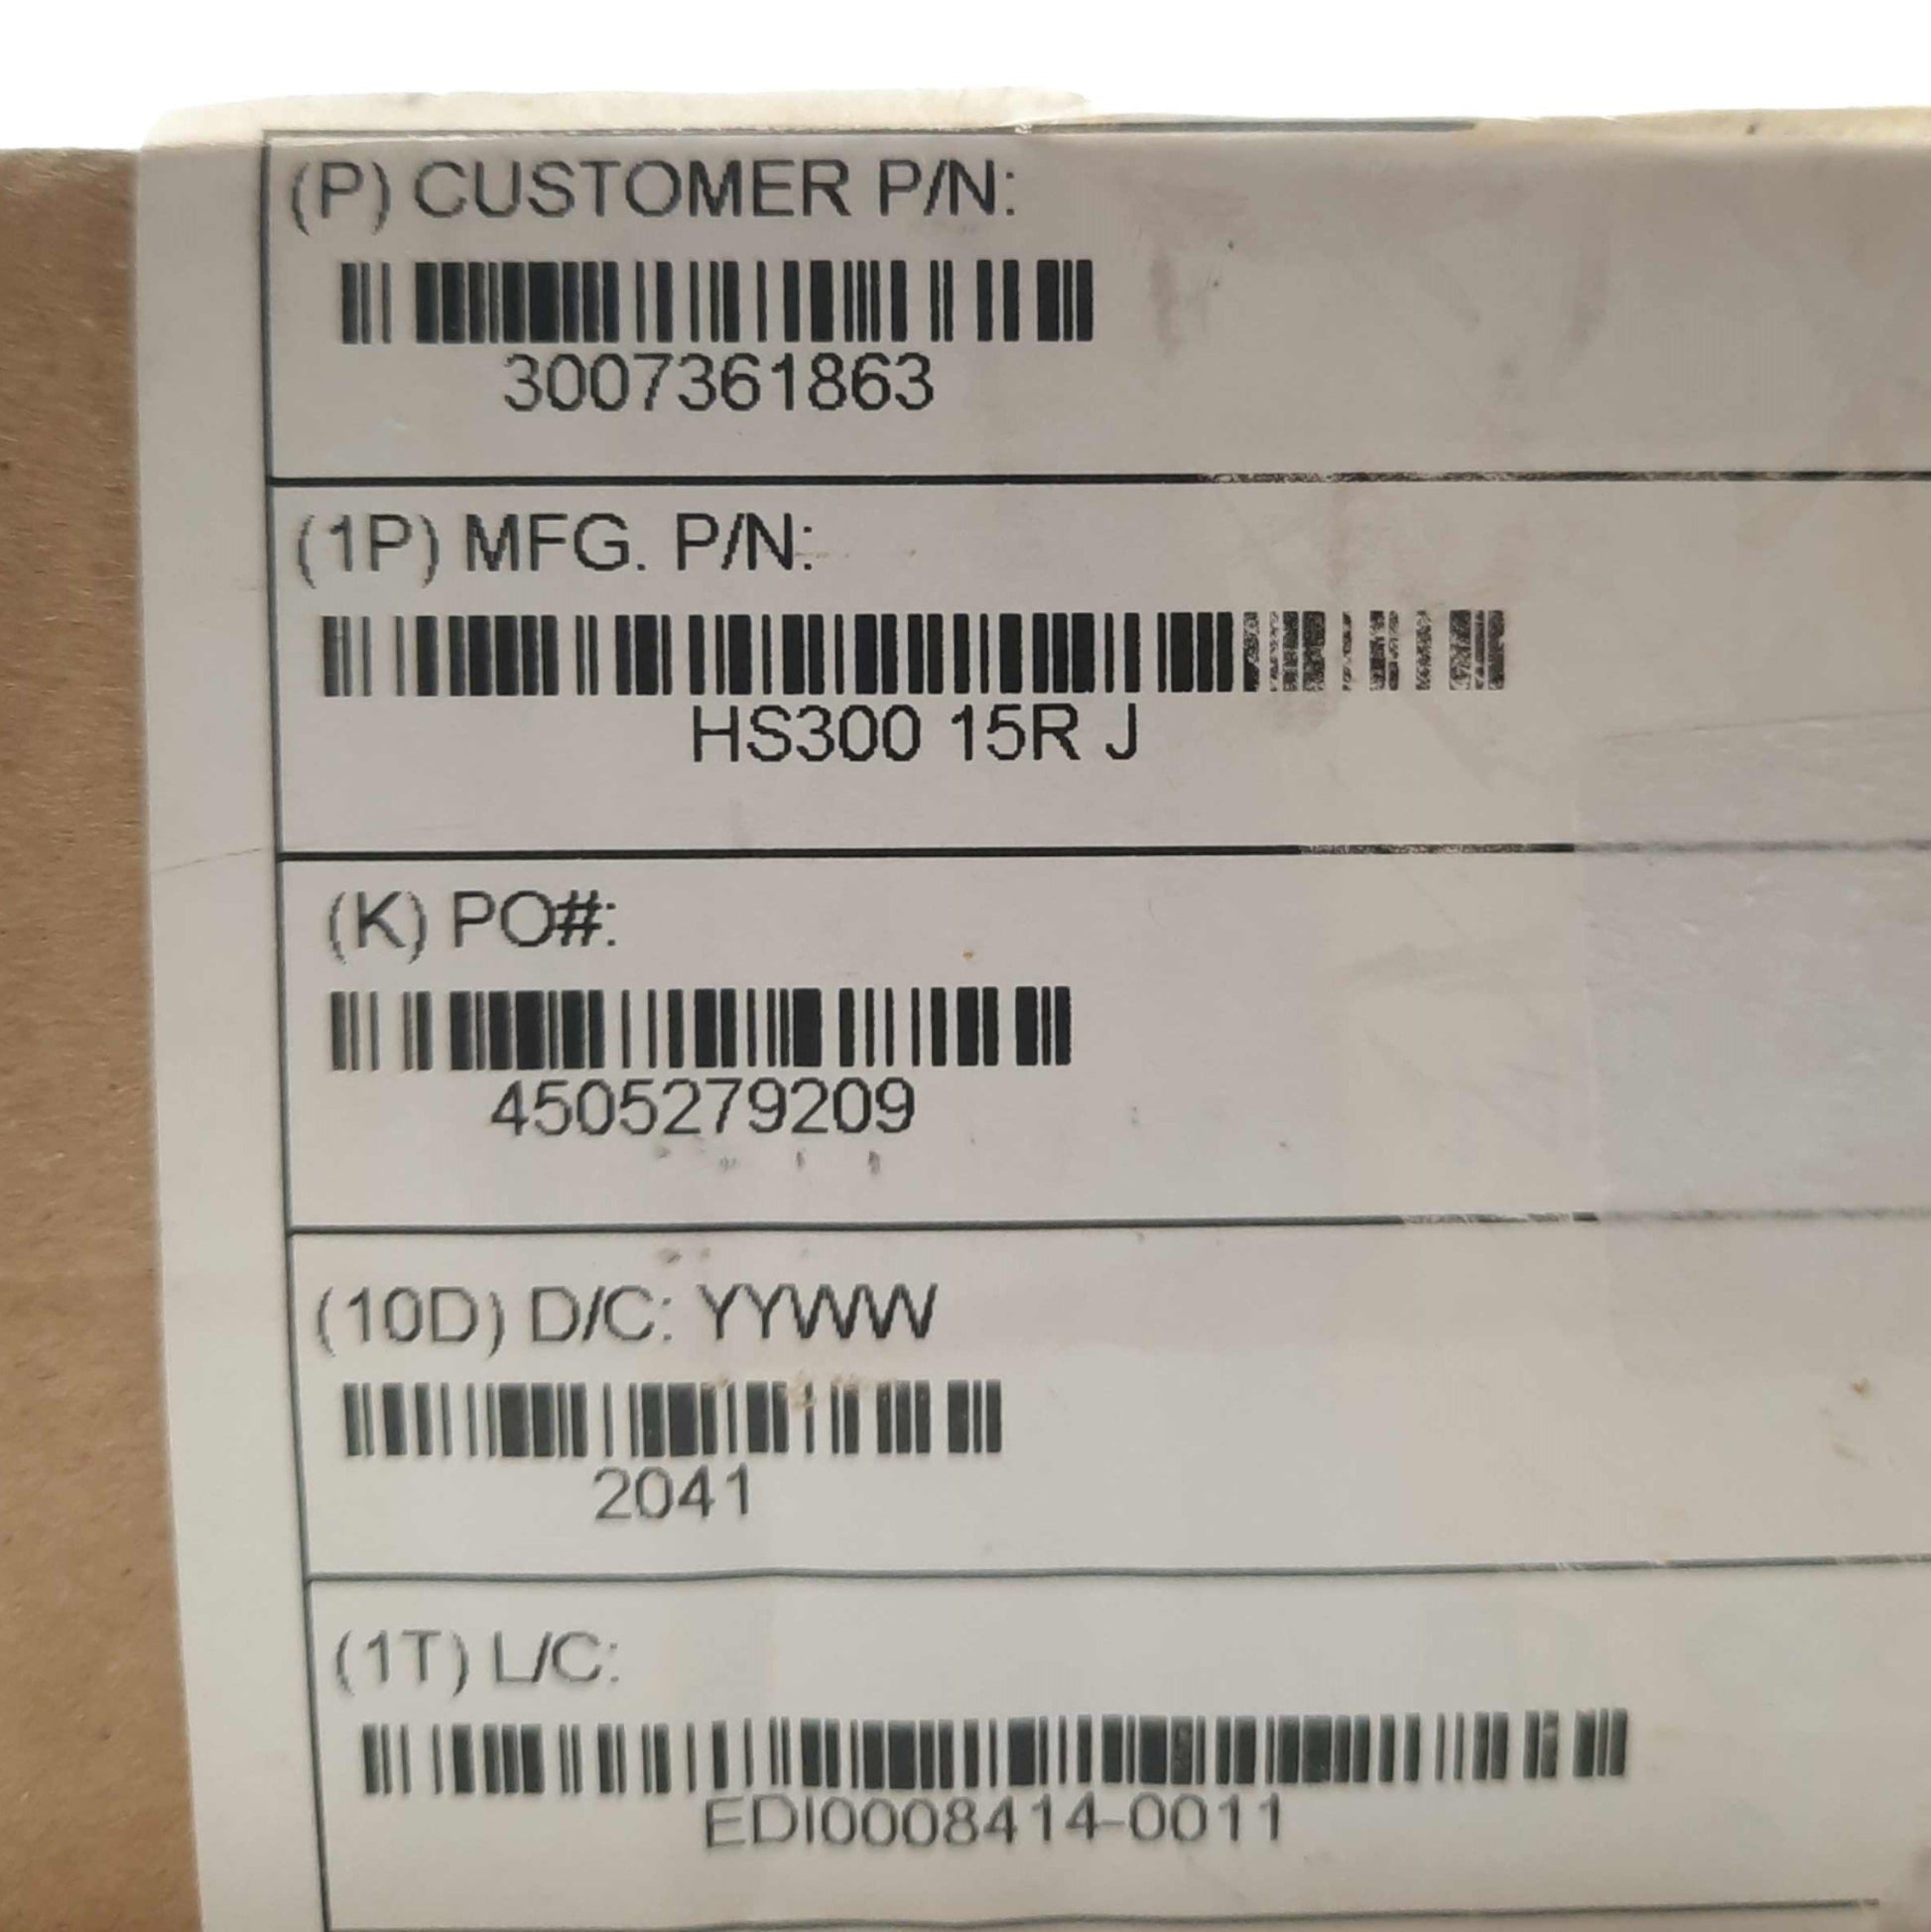 (P) CUSTOMER P/N:
3007361863
(1P) MFG. P/N:
HS300 15R J
(K) PO#:
4505279209
(10D) D/C: YYWW
2041
(1T) L/C:
EDI0008414-0011